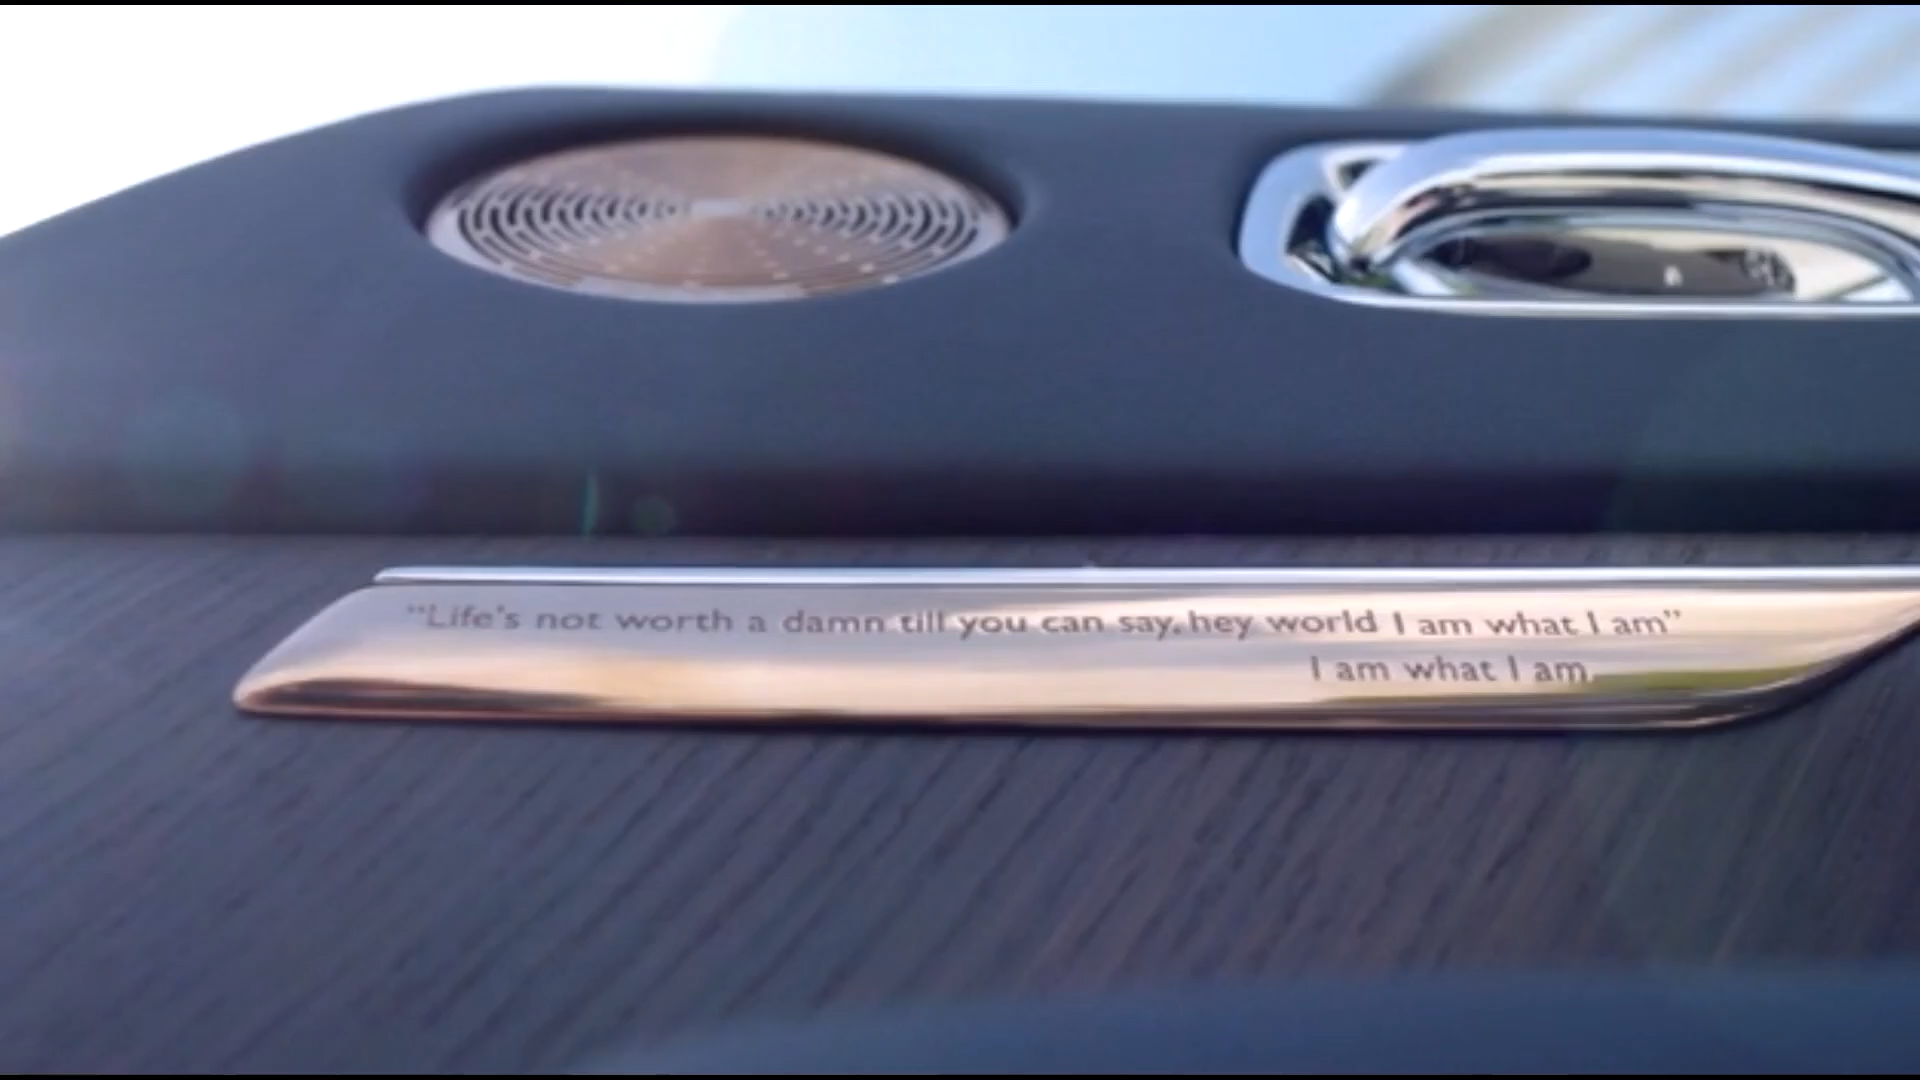 “Life's not worth a damn till you can say, hey world I am what I am”
I am what I am.